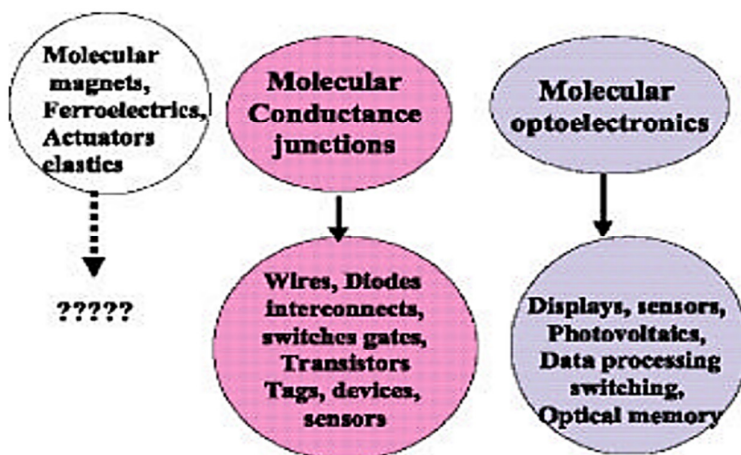 Molecular
magnets,
Ferroelectrics,
Actuators
elastics
?????
Molecular
Conductance
junctions
Wires, Diodes
interconnects,
switches gates,
Transistors
Tags, devices,
sensors
Molecular
optoelectronics
Displays, sensors,
Photovoltaics,
Data processing
switching,
Optical memory